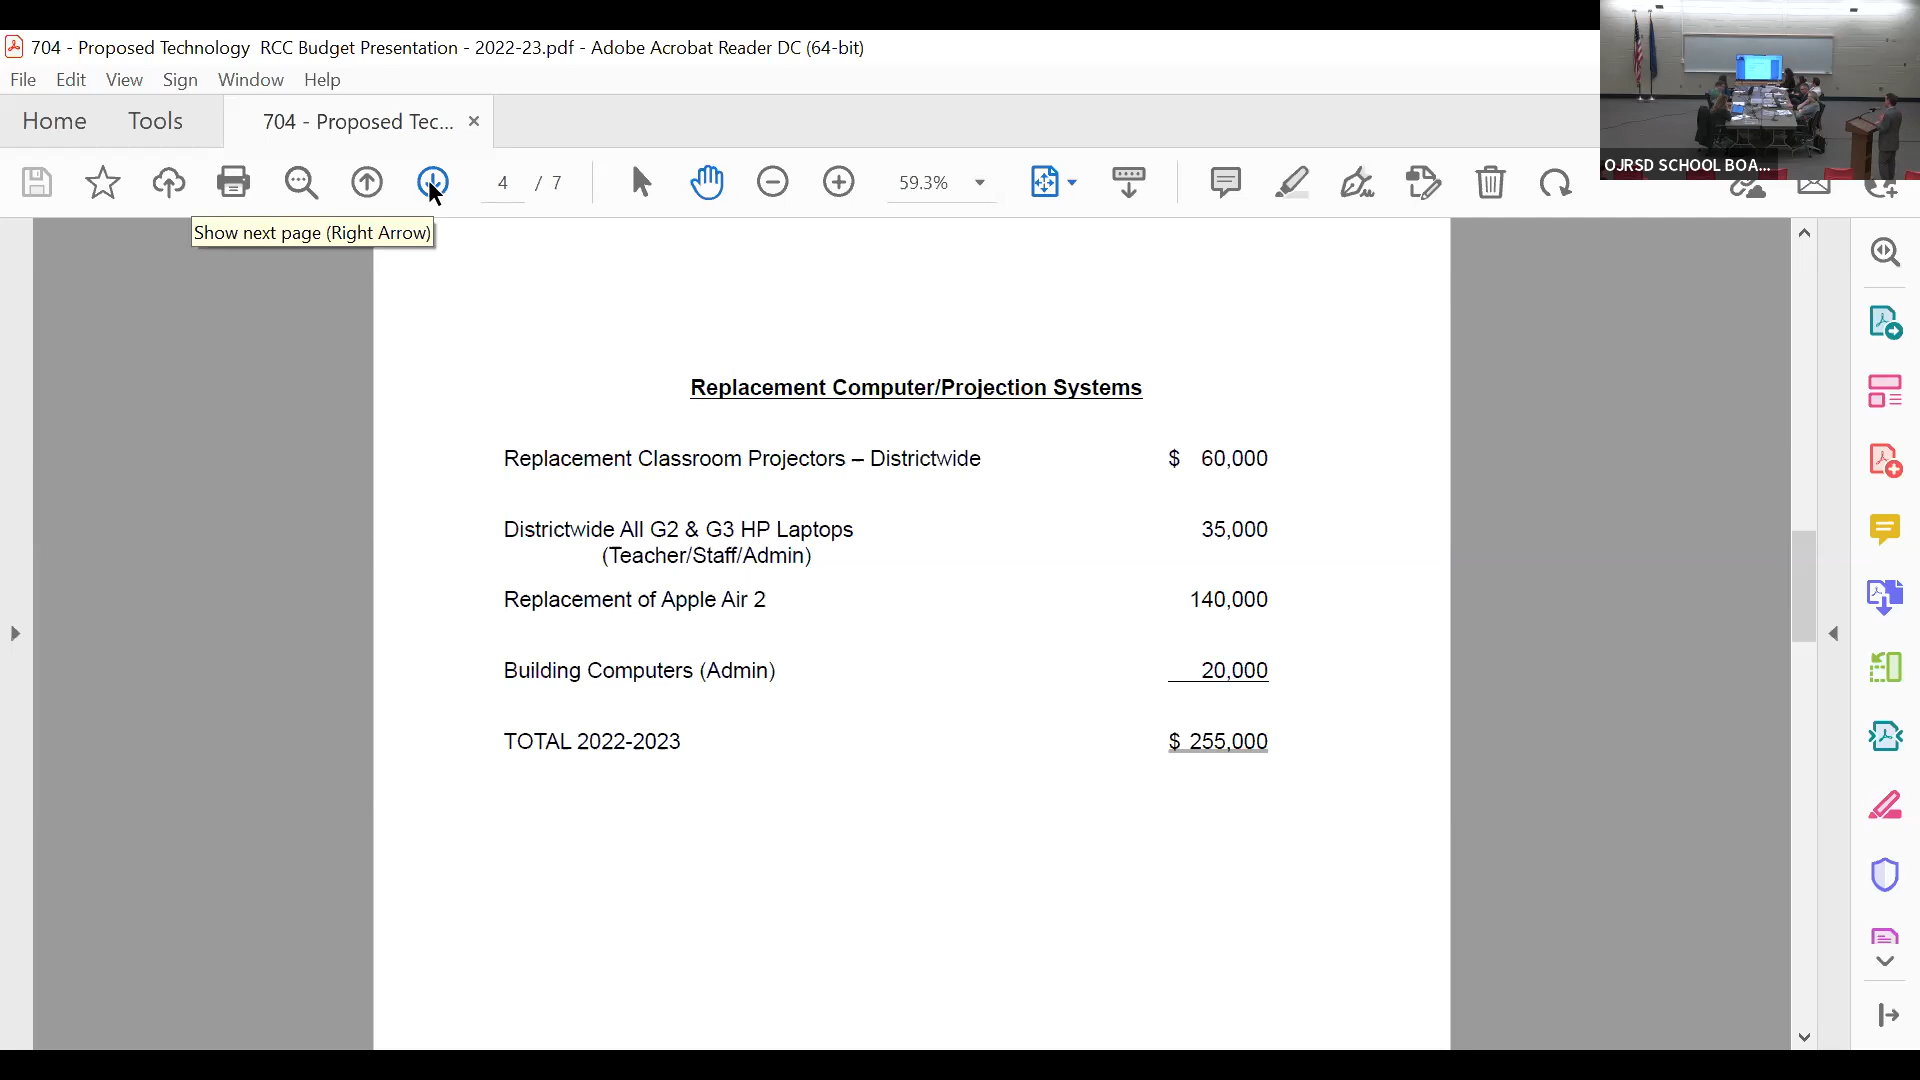 704 - Proposed Technology  RCC Budget Presentation - 2022-23.pdf - Adobe Acrobat Reader DC (64-bit)
File Edit View Sign Window Help
Home Tools 704 - Proposed Tec... ×
4 / 7 59.3%
OJRSD SCHOOL BOA...
Show next page (Right Arrow)
Replacement Computer/Projection Systems
Replacement Classroom Projectors – Districtwide $ 60,000
Districtwide All G2 & G3 HP Laptops 35,000
(Teacher/Staff/Admin)
Replacement of Apple Air 2 140,000
Building Computers (Admin) 20,000
TOTAL 2022-2023 $ 255,000